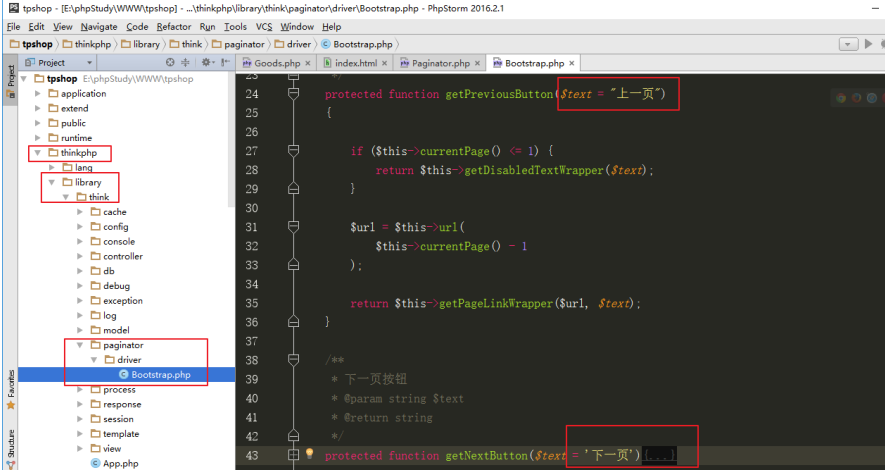 tpshop - [E:\phpStudy\WWW\tpshop] - ...\thinkphp\library\think\paginator\driver\Bootstrap.php - PhpStorm 2016.2.1
File Edit View Navigate Code Refactor Run Tools VCS Window Help
tpshop thinkphp library think paginator driver Bootstrap.php
Project Goods.php × index.html × Paginator.php × Bootstrap.php ×
tpshop E:\phpStudy\WWW\tpshop
application
extend
public
runtime
thinkphp
lang
library
think
cache
config
console
controller
db
debug
exception
log
model
paginator
driver
Bootstrap.php
process
response
session
template
view
App.php
Project
Favorites
Structure
23 */
24 protected function getPreviousButton($text = "上一页")
25 {
26
27 if ($this->currentPage() <= 1) {
28 return $this->getDisabledTextWrapper($text);
29 }
30
31 $url = $this->url(
32 $this->currentPage() - 1
33 );
34
35 return $this->getPageLinkWrapper($url, $text);
36 }
37
38 /**
39 * 下一页按钮
40 * @param string $text
41 * @return string
42 */
43 protected function getNextButton($text = '下一页'){...}